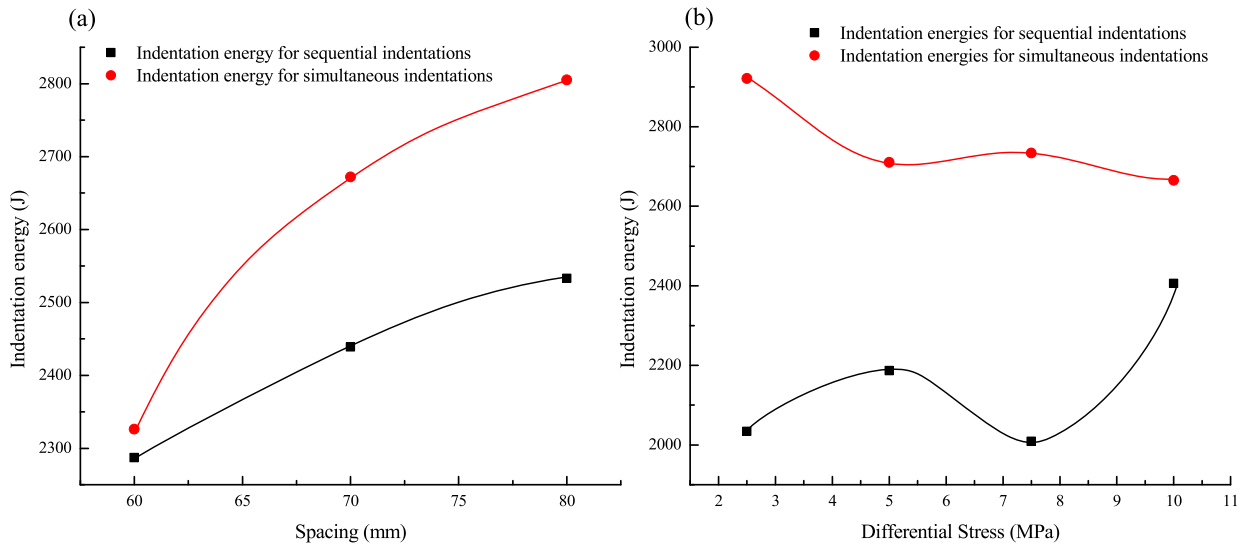 (a)
Indentation energy for sequential indentations
Indentation energy for simultaneous indentations
2800
2700
2600
2500
2400
2300
Indentation energy (J)
60 65 70 75 80
Spacing (mm)
(b)
Indentation energies for sequential indentations
Indentation energies for simultaneous indentations
3000
2800
2600
2400
2200
2000
Indentation energy (J)
2 3 4 5 6 7 8 9 10 11
Differential Stress (MPa)